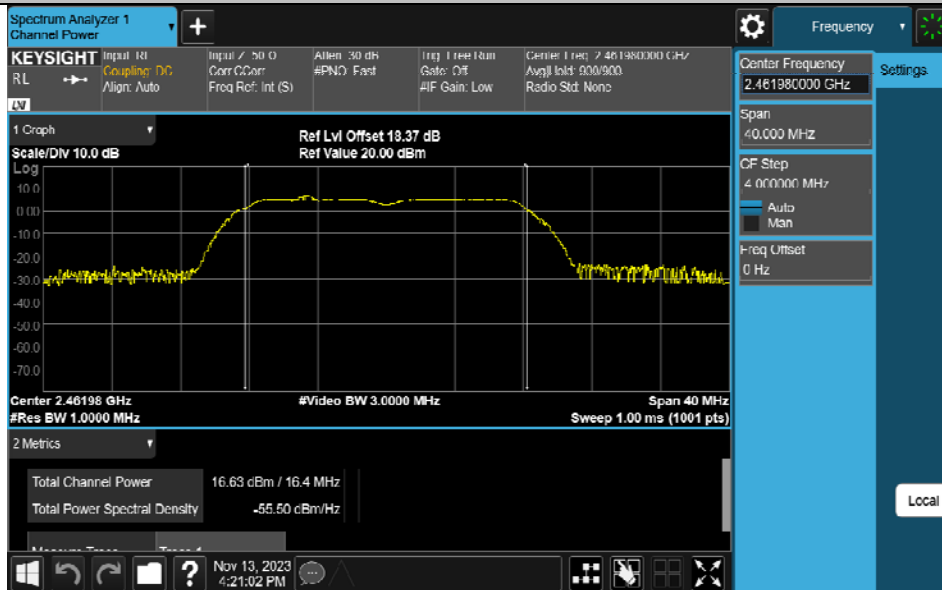 Spectrum Analyzer 1
Channel Power
+
Frequency
KEYSIGHT
RL
LXI
Input: RF
Coupling: DC
Align: Auto
Input Z: 50 Ω
Corr CCorr
Freq Ref: Int (S)
Atten: 30 dB
#PNO: Fast
Trig: Free Run
Gate: Off
#IF Gain: Low
Center Freq: 2.461980000 GHz
Avg|Hold: 900/900
Radio Std: None
Center Frequency
2.461980000 GHz
Settings
Span
40.000 MHz
CF Step
4.000000 MHz
Auto
Man
Freq Offset
0 Hz
1 Graph
Scale/Div 10.0 dB
Ref Lvl Offset 18.37 dB
Ref Value 20.00 dBm
Log
10.0
0.00
-10.0
-20.0
-30.0
-40.0
-50.0
-60.0
-70.0
Center 2.46198 GHz
#Video BW 3.0000 MHz
Span 40 MHz
#Res BW 1.0000 MHz
Sweep 1.00 ms (1001 pts)
2 Metrics
Total Channel Power
16.63 dBm / 16.4 MHz
Total Power Spectral Density
-55.50 dBm/Hz
Local
?
Nov 13, 2023
4:21:02 PM